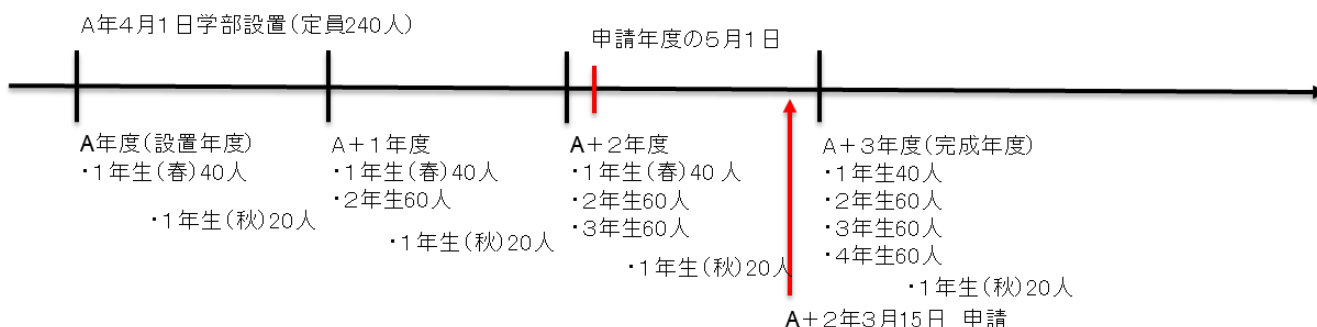 A年4月1日学部設置(定員240人)
申請年度の5月1日
A年度(設置年度)
・1年生(春)40人
・1年生(秋)20人
A+1年度
・1年生(春)40人
・2年生60人
・1年生(秋)20人
A+2年度
・1年生(春)40人
・2年生60人
・3年生60人
・1年生(秋)20人
A+3年度(完成年度)
・1年生40人
・2年生60人
・3年生60人
・4年生60人
・1年生(秋)20人
A+2年3月15日 申請